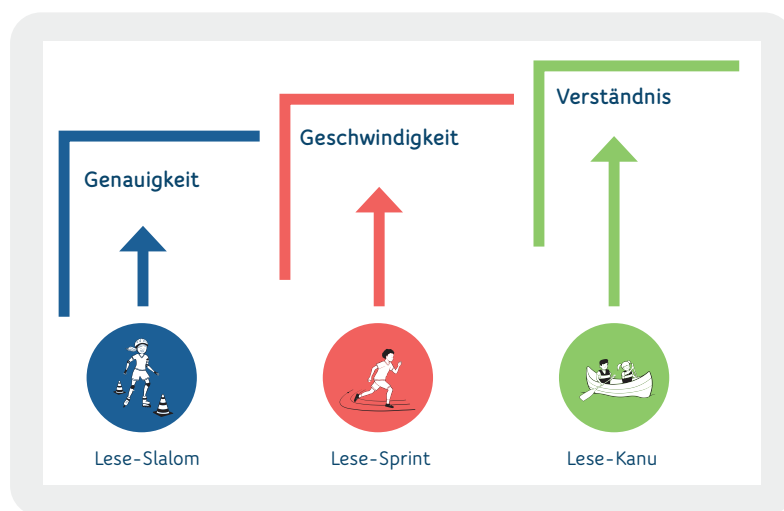 Genauigkeit
Geschwindigkeit
Verständnis
Lese-Slalom
Lese-Sprint
Lese-Kanu